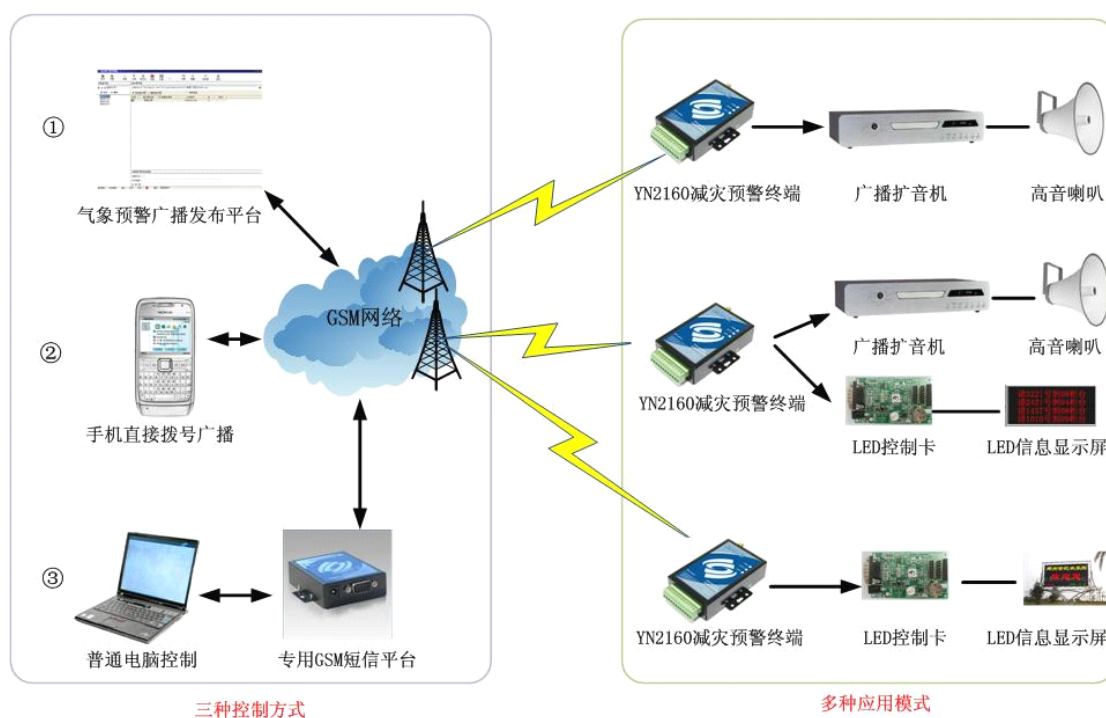 ①
气象预警广播发布平台
②
手机直接拨号广播
③
普通电脑控制
专用GSM短信平台
GSM网络
三种控制方式
YN2160减灾预警终端
广播扩音机
高音喇叭
YN2160减灾预警终端
广播扩音机
高音喇叭
LED控制卡
LED信息显示屏
YN2160减灾预警终端
LED控制卡
LED信息显示屏
多种应用模式